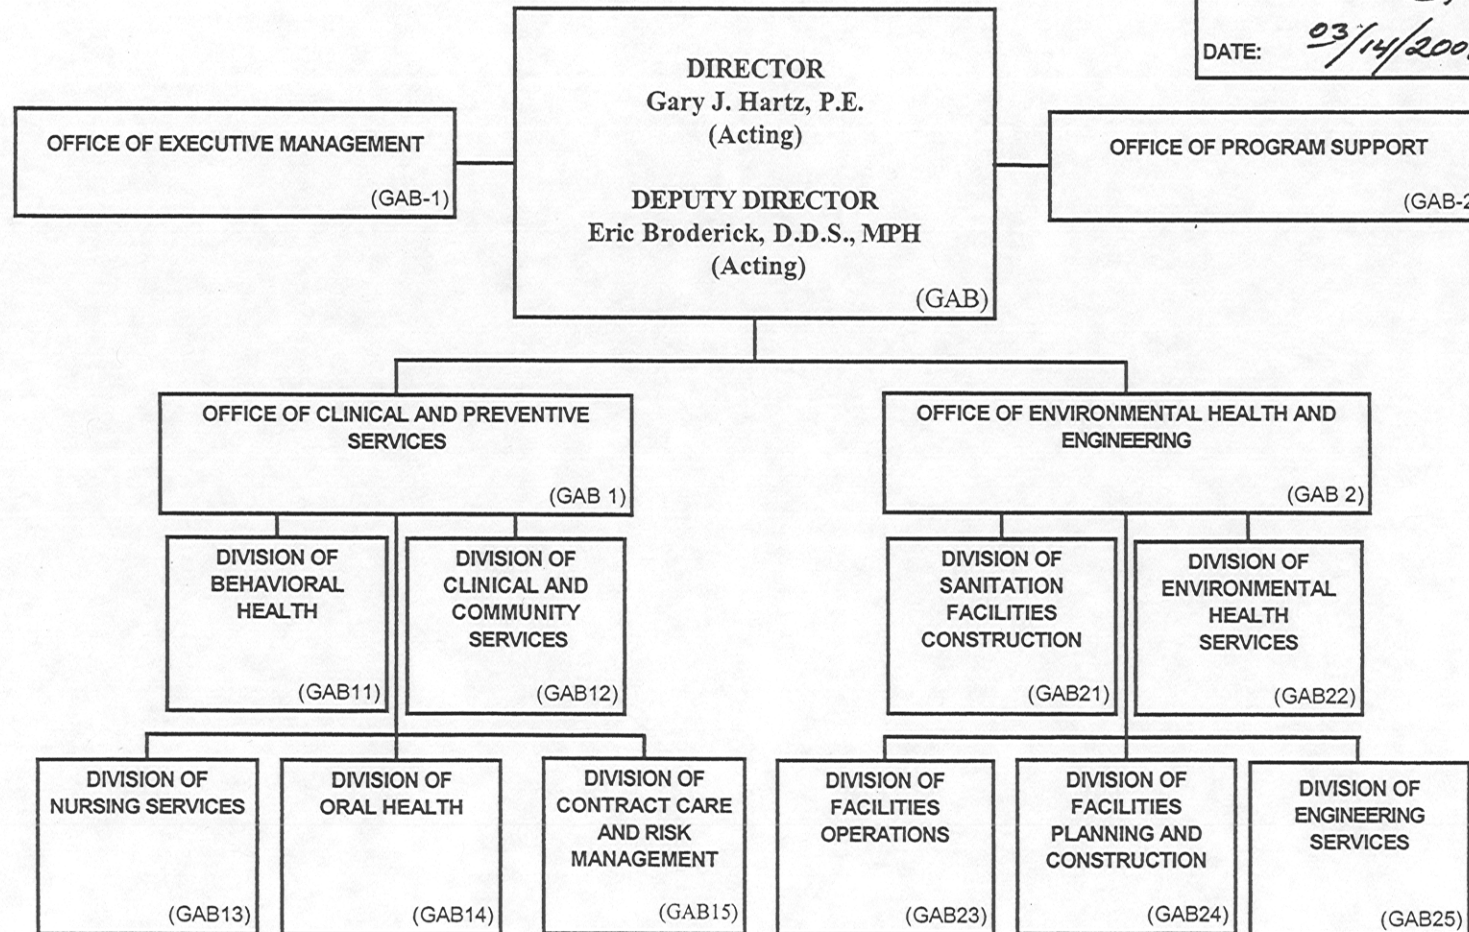 DATE: 03/14/200
DIRECTOR
Gary J. Hartz, P.E.
(Acting)
DEPUTY DIRECTOR
Eric Broderick, D.D.S., MPH
(Acting)
(GAB)
OFFICE OF EXECUTIVE MANAGEMENT
(GAB-1)
OFFICE OF PROGRAM SUPPORT
(GAB-2
OFFICE OF CLINICAL AND PREVENTIVE
SERVICES
(GAB 1)
OFFICE OF ENVIRONMENTAL HEALTH AND
ENGINEERING
(GAB 2)
DIVISION OF
BEHAVIORAL
HEALTH
(GAB11)
DIVISION OF
CLINICAL AND
COMMUNITY
SERVICES
(GAB12)
DIVISION OF
SANITATION
FACILITIES
CONSTRUCTION
(GAB21)
DIVISION OF
ENVIRONMENTAL
HEALTH
SERVICES
(GAB22)
DIVISION OF
NURSING SERVICES
(GAB13)
DIVISION OF
ORAL HEALTH
(GAB14)
DIVISION OF
CONTRACT CARE
AND RISK
MANAGEMENT
(GAB15)
DIVISION OF
FACILITIES
OPERATIONS
(GAB23)
DIVISION OF
FACILITIES
PLANNING AND
CONSTRUCTION
(GAB24)
DIVISION OF
ENGINEERING
SERVICES
(GAB25)